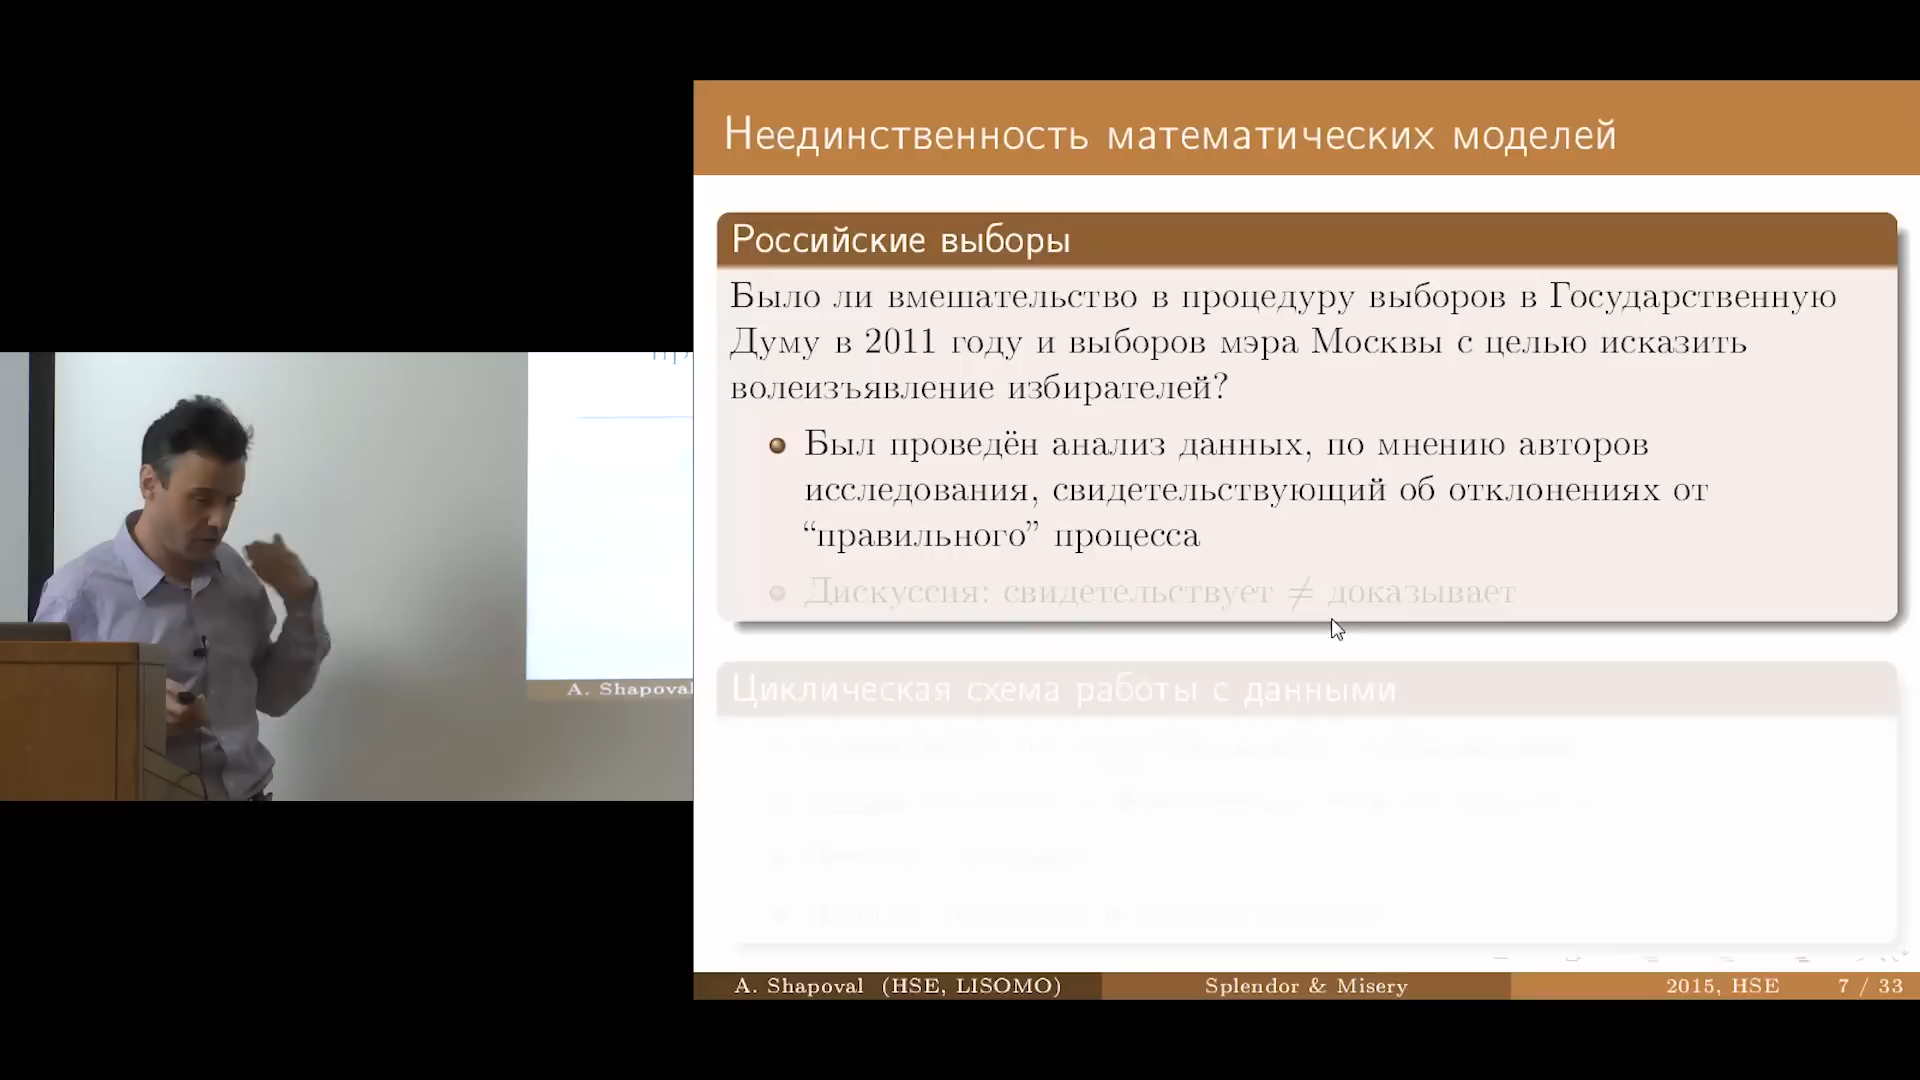 Неединственность математических моделей
Российские выборы
Было ли вмешательство в процедуру выборов в Государственную
Думу в 2011 году и выборов мэра Москвы с целью исказить
волеизъявление избирателей?
Был проведён анализ данных, по мнению авторов
исследования, свидетельствующий об отклонениях от
“правильного” процесса
Дискуссия: свидетельствует ≠ доказывает
Циклическая схема работы с данными
A. Shapoval
A. Shapoval (HSE, LISOMO)
Splendor & Misery
2015, HSE
7 / 33